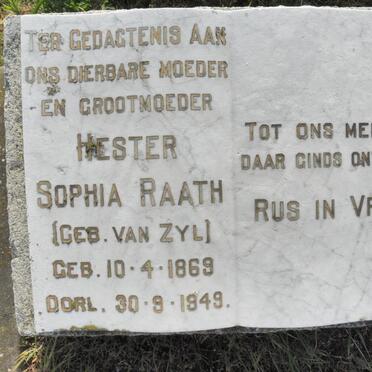 TER GEDAGTENIS AAN
ONS DIERBARE MOEDER
EN GROOTMOEDER
HESTER
SOPHIA RAATH
[GEB. VAN ZYL]
GEB. 10-4-1869
OORL. 30-9-1949.
TOT ONS
DAAR GINDS
RUS IN